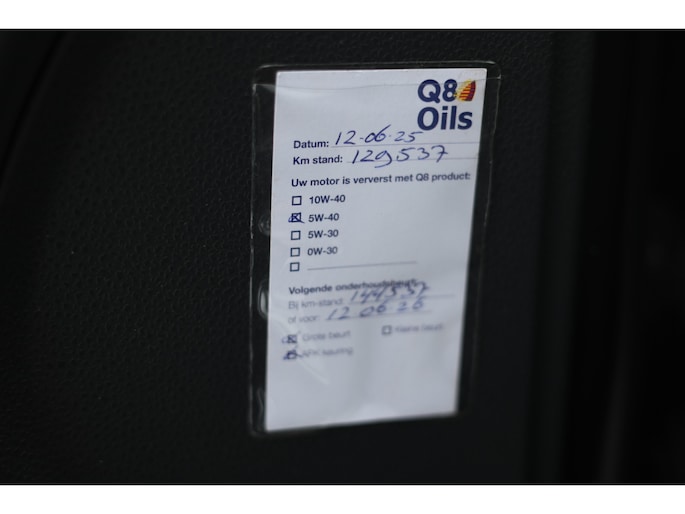 Q8
Oils
Datum: 12-06-25
Km stand: 129537
Uw motor is ververst met Q8 product:
10W-40
5W-40
5W-30
0W-30
Volgende onderhoudsbeurt:
Bij km-stand: 144537
of voor: 12 06 26
Grote beurt Kleine beurt
APK keuring